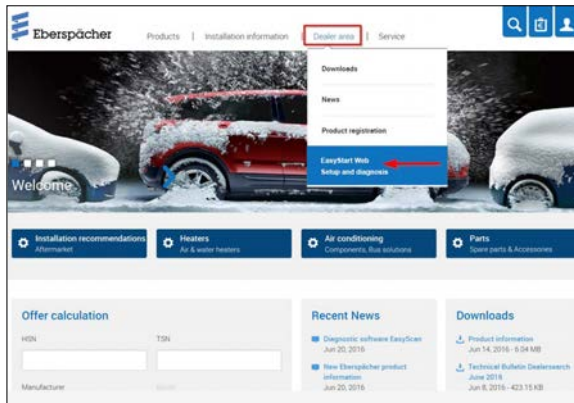 Eberspächer
Products | Installation information | Dealer area | Service
Downloads
News
Product registration
EasyStart Web
Setup and diagnosis
Welcome
Installation recommendations
Aftermarket
Heaters
Air & water heaters
Air conditioning
Components, Bus solutions
Parts
Spare parts & Accessories
Offer calculation
HSN
TSN
Manufacturer
Recent News
Diagnostic software EasyScan
Jun 20, 2016
New Eberspächer product
information
Jun 20, 2016
Downloads
Product information
Jun 14, 2016 - 6.04 MB
Technical Bulletin Dealersearch
June 2016
Jun 8, 2016 - 423.15 KB